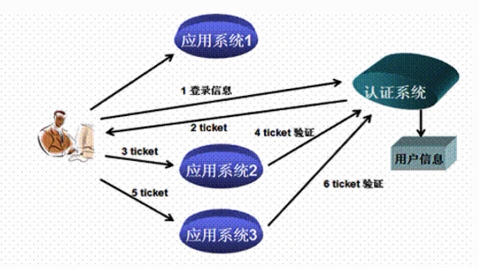 应用系统1
1 登录信息
认证系统
2 ticket
4 ticket 验证
3 ticket
用户信息
应用系统2
5 ticket
6 ticket 验证
应用系统3